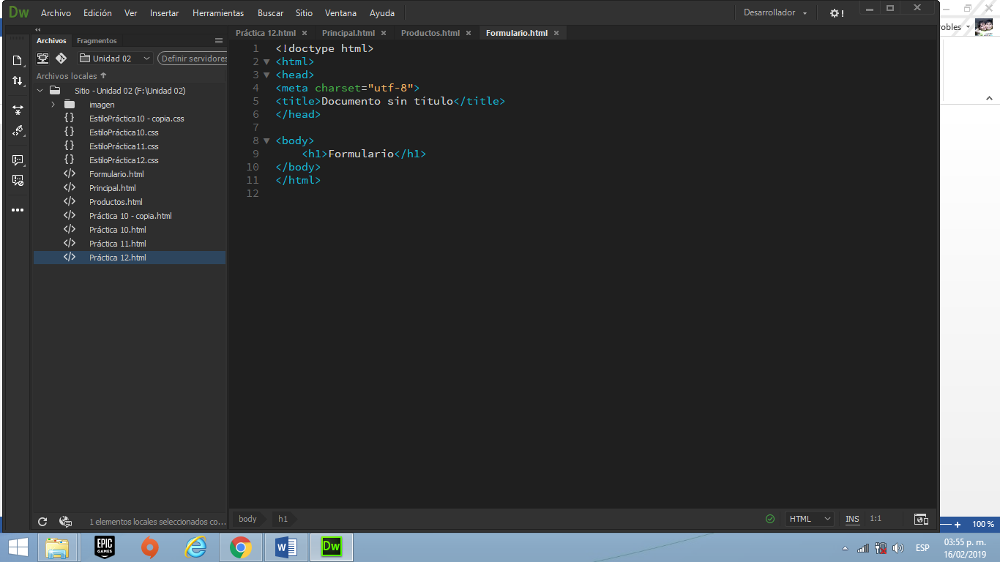 Dw Archivo Edición Ver Insertar Herramientas Buscar Sitio Ventana Ayuda Desarrollador !
robles
Archivos Fragmentos
Práctica 12.html Principal.html Productos.html Formulario.html
Unidad 02 Definir servidores
Archivos locales
Sitio - Unidad 02 (F:\Unidad 02)
imagen
EstiloPráctica10 - copia.css
EstiloPráctica10.css
EstiloPráctica11.css
EstiloPráctica12.css
Formulario.html
Principal.html
Productos.html
Práctica 10 - copia.html
Práctica 10.html
Práctica 11.html
Práctica 12.html
1 <!doctype html>
2 <html>
3 <head>
4 <meta charset="utf-8">
5 <title>Documento sin título</title>
6 </head>
7
8 <body>
9 <h1>Formulario</h1>
10 </body>
11 </html>
12
1 elementos locales seleccionados co...
body h1 HTML INS 1:1
100 %
EPIC GAMES Dw ESP
03:55 p. m.
16/02/2019